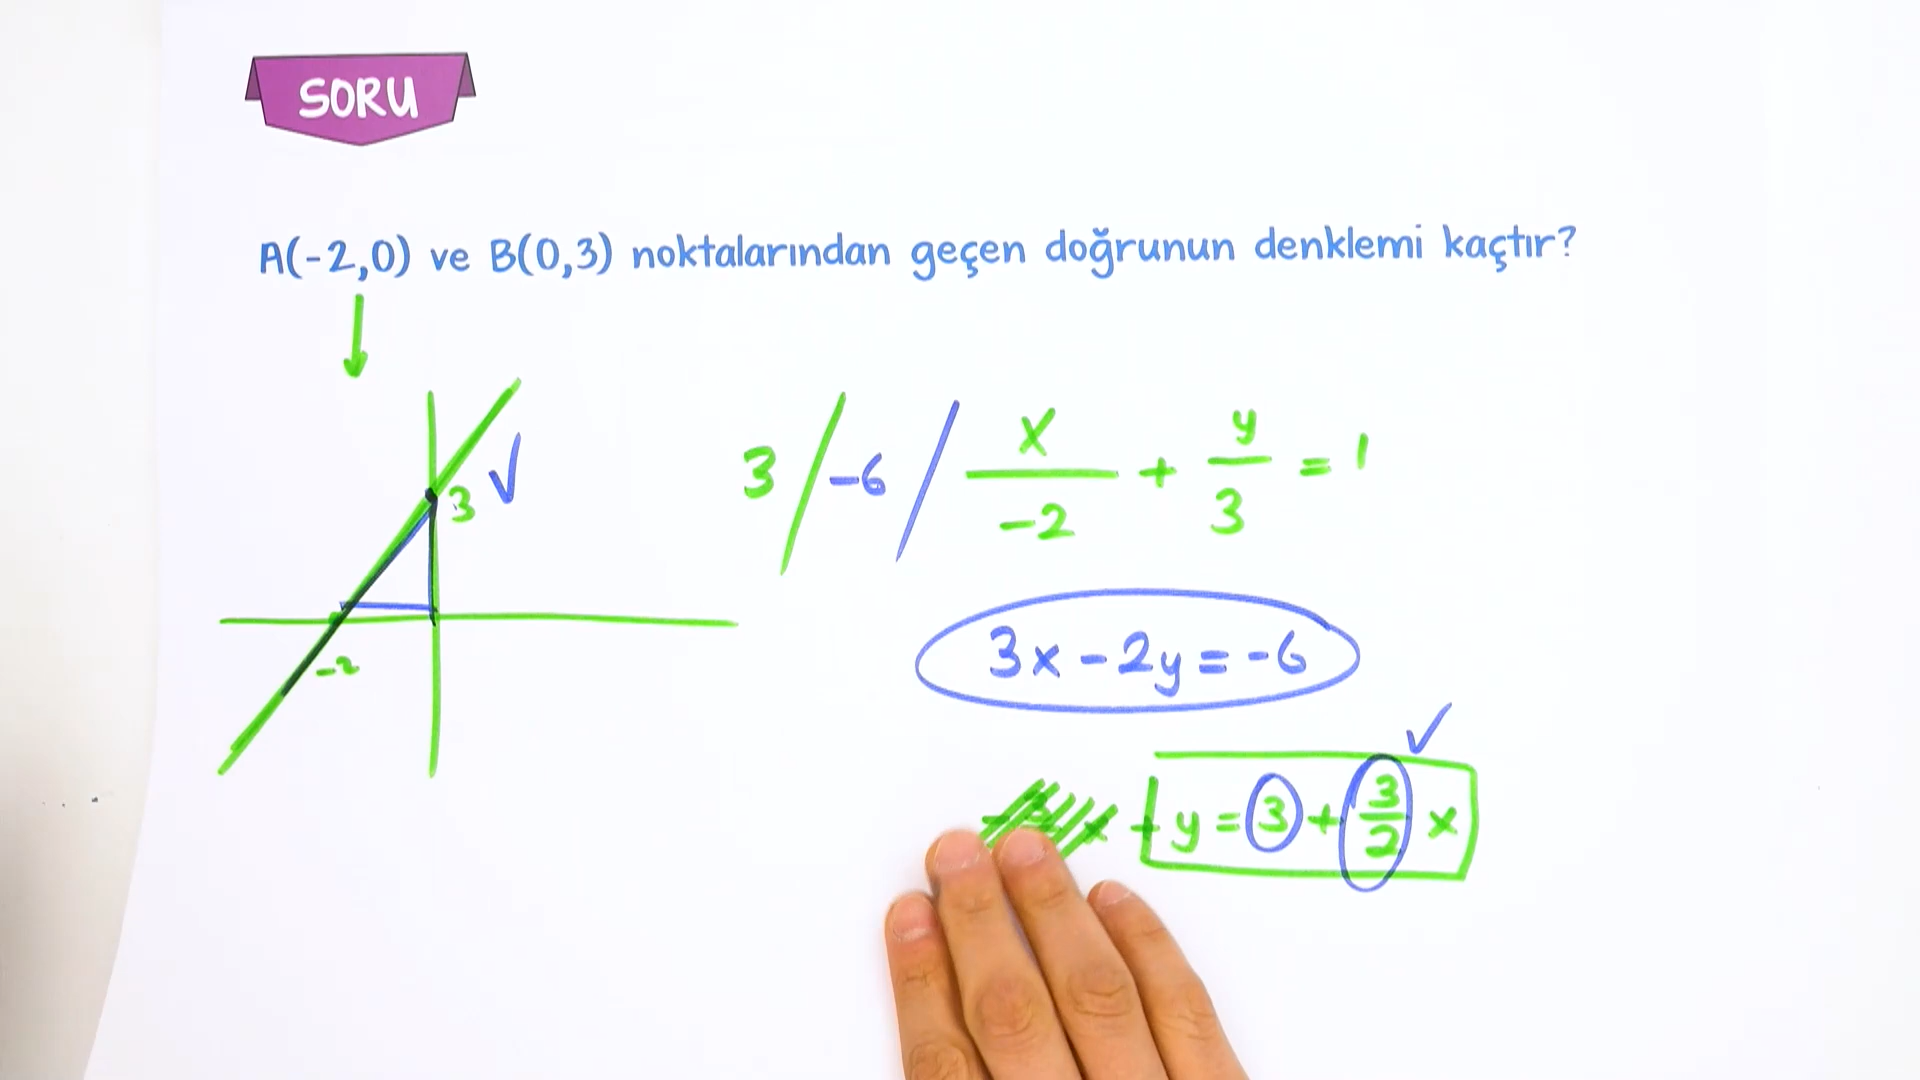 SORU
A(-2,0) ve B(0,3) noktalarından geçen doğrunun denklemi kaçtır?
3
-2
3 / -6 / x/-2 + y/3 = 1
3x - 2y = -6
y = 3 + 3/2 x